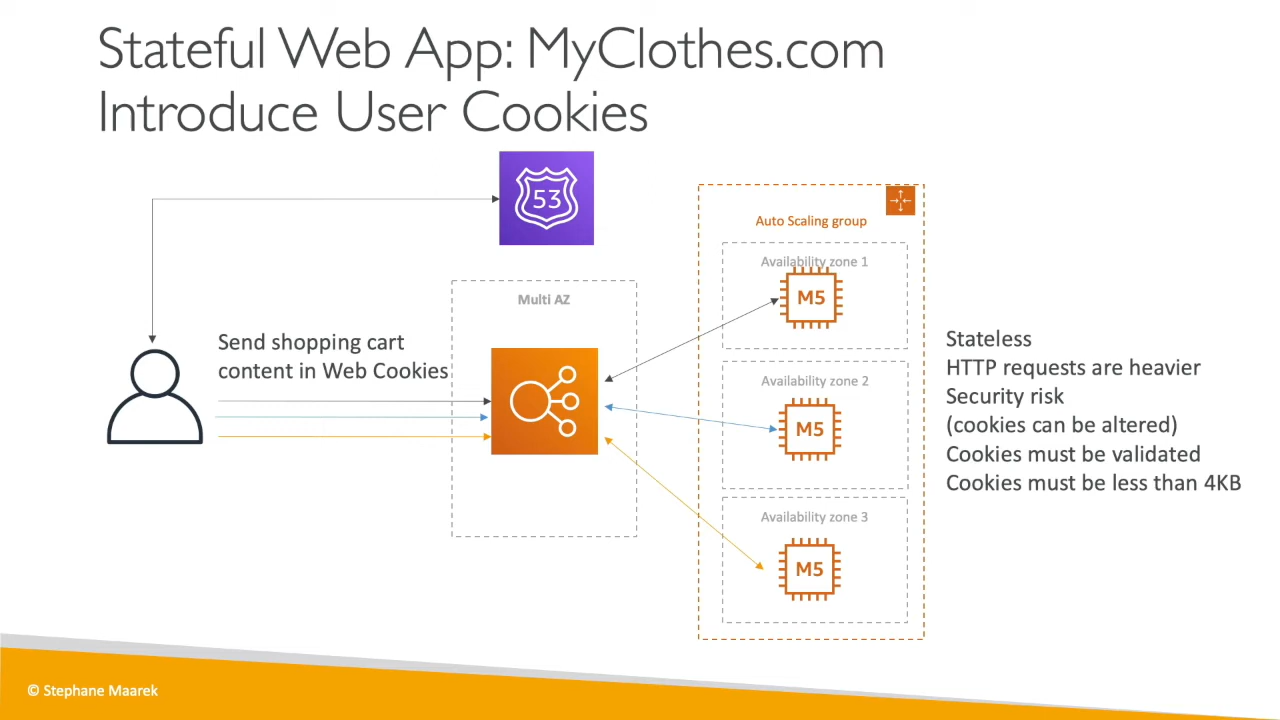 Stateful Web App: MyClothes.com
Introduce User Cookies
53
Auto Scaling group
Availability zone 1
M5
Multi AZ
Send shopping cart
content in Web Cookies
Availability zone 2
M5
Availability zone 3
M5
Stateless
HTTP requests are heavier
Security risk
(cookies can be altered)
Cookies must be validated
Cookies must be less than 4KB
© Stephane Maarek